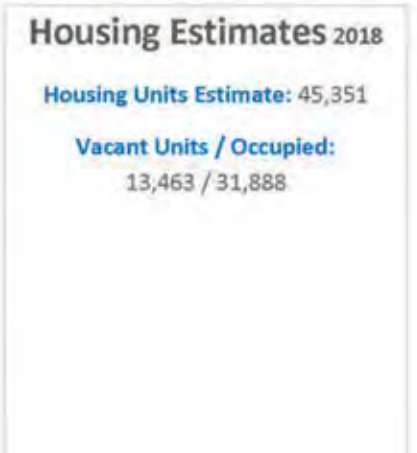 Housing Estimates 2018
Housing Units Estimate: 45,351
Vacant Units / Occupied:
13,463 / 31,888